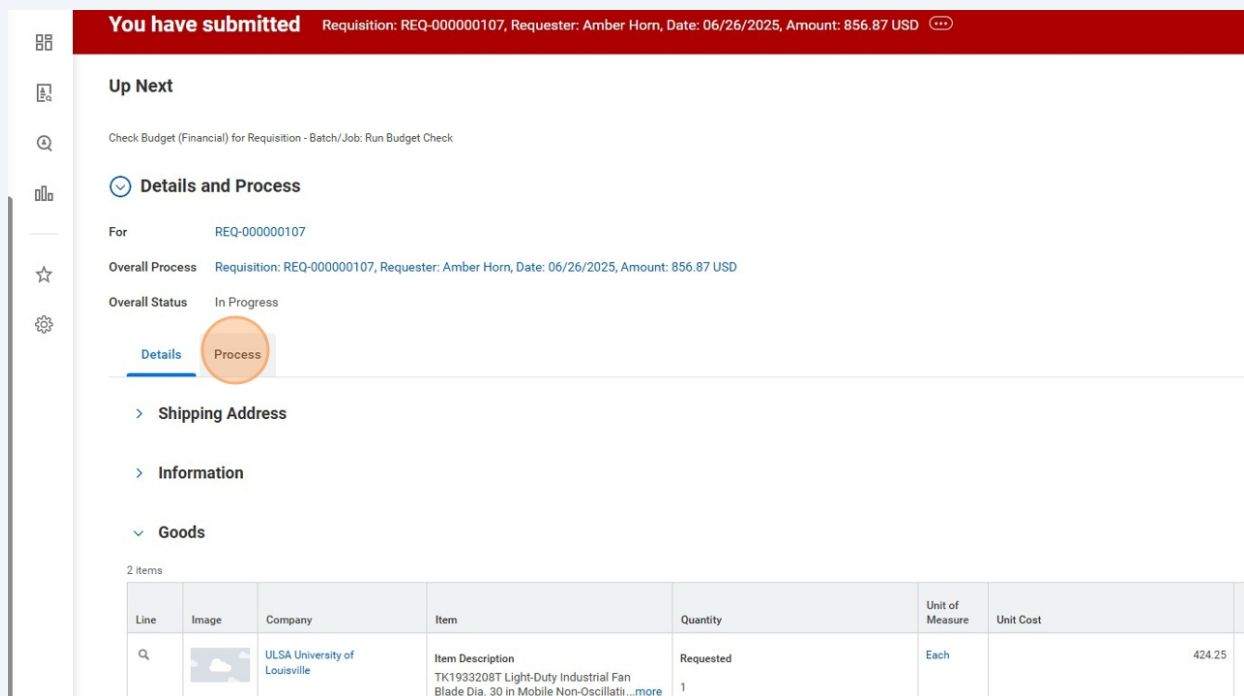 You have submitted Requisition: REQ-000000107, Requester: Amber Horn, Date: 06/26/2025, Amount: 856.87 USD
Up Next
Check Budget (Financial) for Requisition - Batch/Job: Run Budget Check
Details and Process
For REQ-000000107
Overall Process Requisition: REQ-000000107, Requester: Amber Horn, Date: 06/26/2025, Amount: 856.87 USD
Overall Status In Progress
Details Process
Shipping Address
Information
Goods
2 items
Line Image Company Item Quantity Unit of Measure Unit Cost
ULSA University of Louisville Item Description Requested Each 424.25
TK1933208T Light-Duty Industrial Fan
Blade Dia. 30 in Mobile Non-Oscillati...more 1